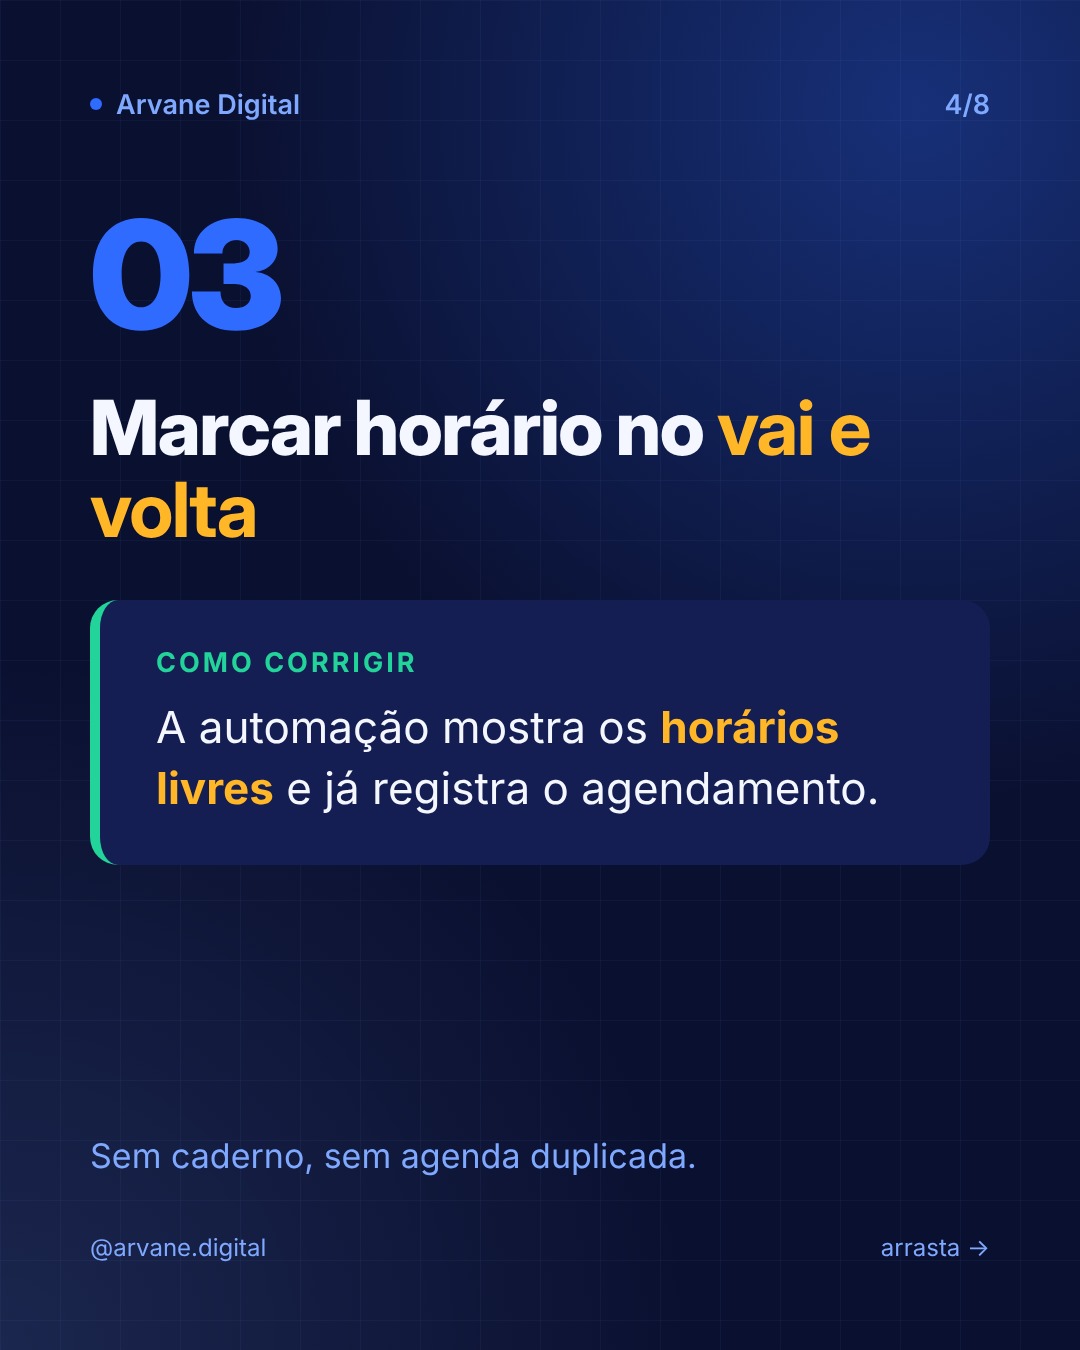 Arvane Digital
4/8
03
Marcar horário no vai e
volta
COMO CORRIGIR
A automação mostra os horários
livres e já registra o agendamento.
Sem caderno, sem agenda duplicada.
@arvane.digital
arrasta →